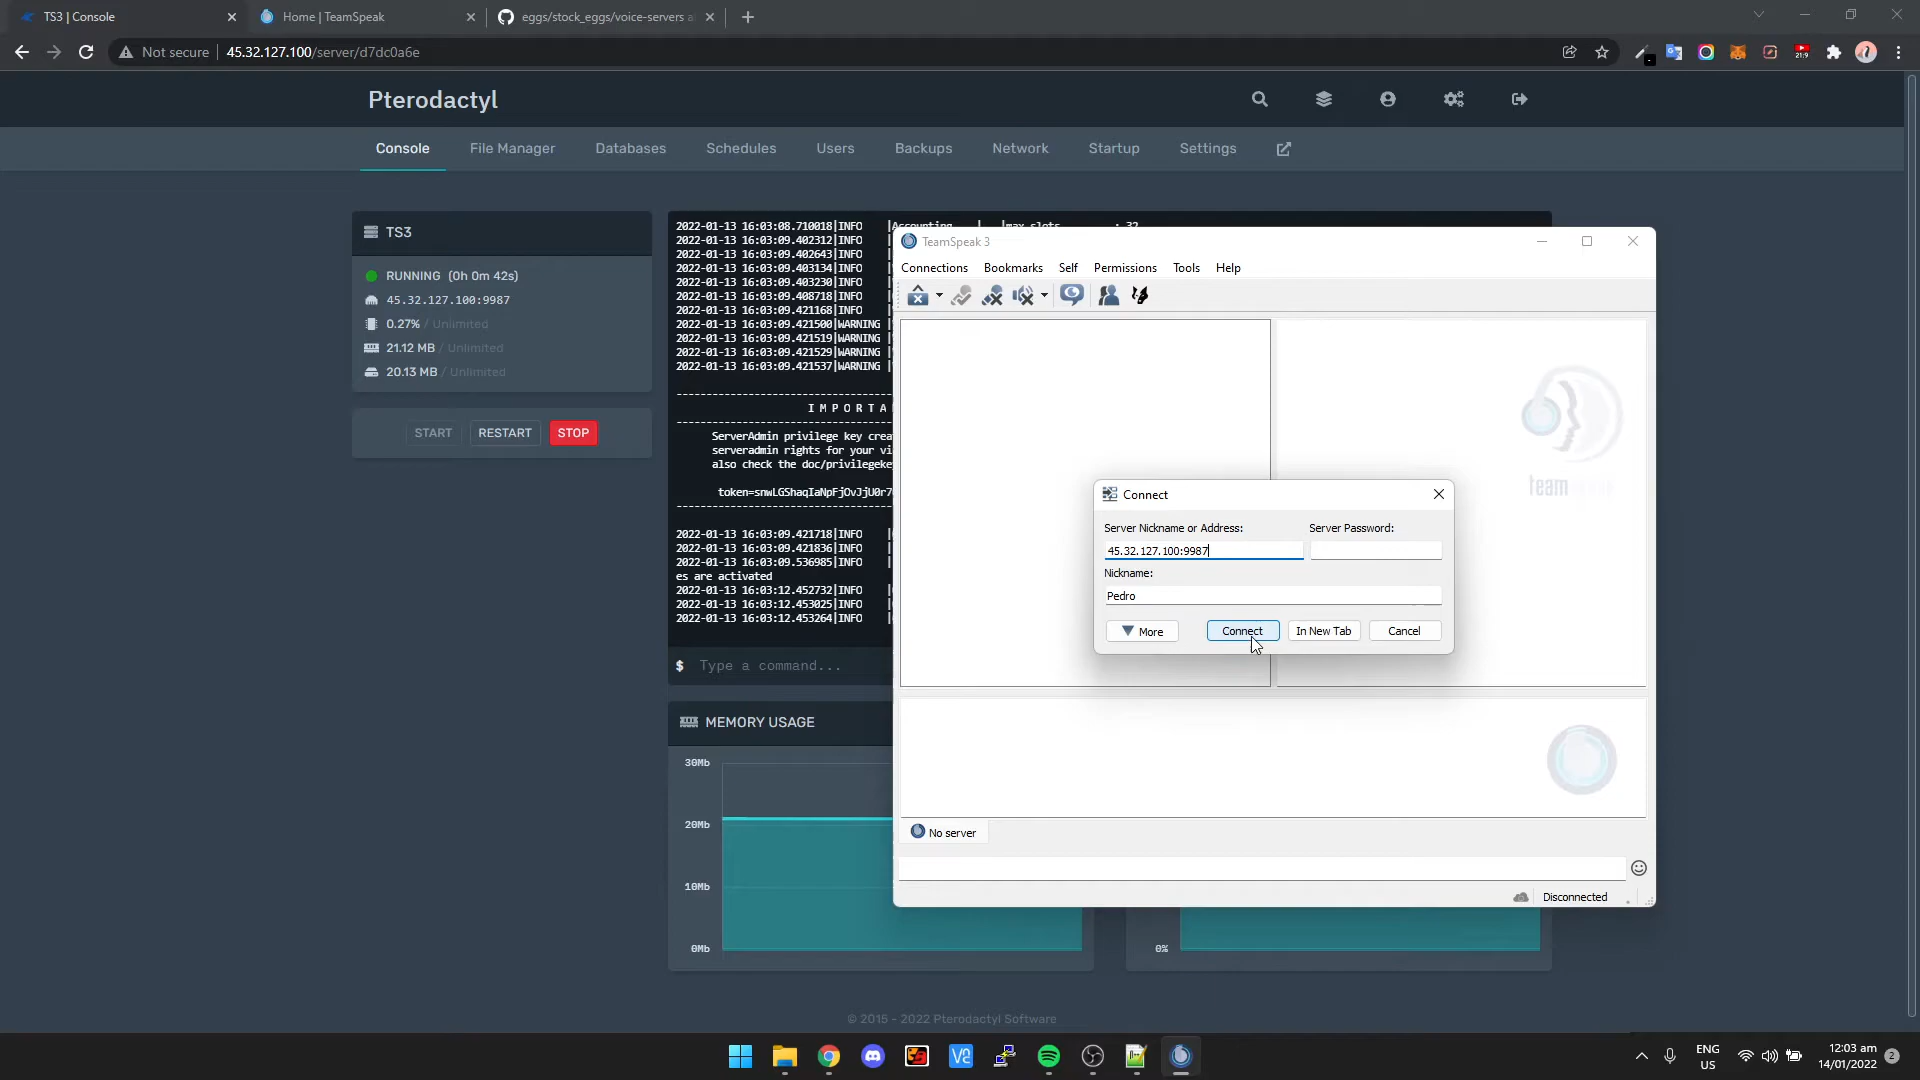 TS3 | Console
Home | TeamSpeak
eggs/stock_eggs/voice-servers a
Not secure
45.32.127.100/server/d7dc0a6e
Pterodactyl
Console
File Manager
Databases
Schedules
Users
Backups
Network
Startup
Settings
TS3
RUNNING (0h 0m 42s)
45.32.127.100:9987
0.27% / Unlimited
21.12 MB / Unlimited
20.13 MB / Unlimited
START
RESTART
STOP
2022-01-13 16:03:08.710018|INFO |Accounting | |max slots : 32
2022-01-13 16:03:09.402312|INFO |
2022-01-13 16:03:09.402643|INFO |
2022-01-13 16:03:09.403134|INFO |
2022-01-13 16:03:09.403230|INFO |
2022-01-13 16:03:09.408718|INFO |
2022-01-13 16:03:09.421168|INFO |
2022-01-13 16:03:09.421500|WARNING |
2022-01-13 16:03:09.421519|WARNING |
2022-01-13 16:03:09.421529|WARNING |
2022-01-13 16:03:09.421537|WARNING |
I M P O R T A
ServerAdmin privilege key crea
serveradmin rights for your vi
also check the doc/privilegeke
2022-01-13 16:03:09.421718|INFO |
2022-01-13 16:03:09.421836|INFO |
2022-01-13 16:03:09.536985|INFO |
es are activated
2022-01-13 16:03:12.452732|INFO |
2022-01-13 16:03:12.453025|INFO |
2022-01-13 16:03:12.453264|INFO |
$ Type a command...
MEMORY USAGE
30Mb
20Mb
10Mb
0Mb
0%
TeamSpeak 3
Connections
Bookmarks
Self
Permissions
Tools
Help
Connect
Server Nickname or Address:
Server Password:
45.32.127.100:9987
Nickname:
Pedro
More
Connect
In New Tab
Cancel
No server
Disconnected
© 2015 - 2022 Pterodactyl Software
ENG
US
12:03 am
14/01/2022
2